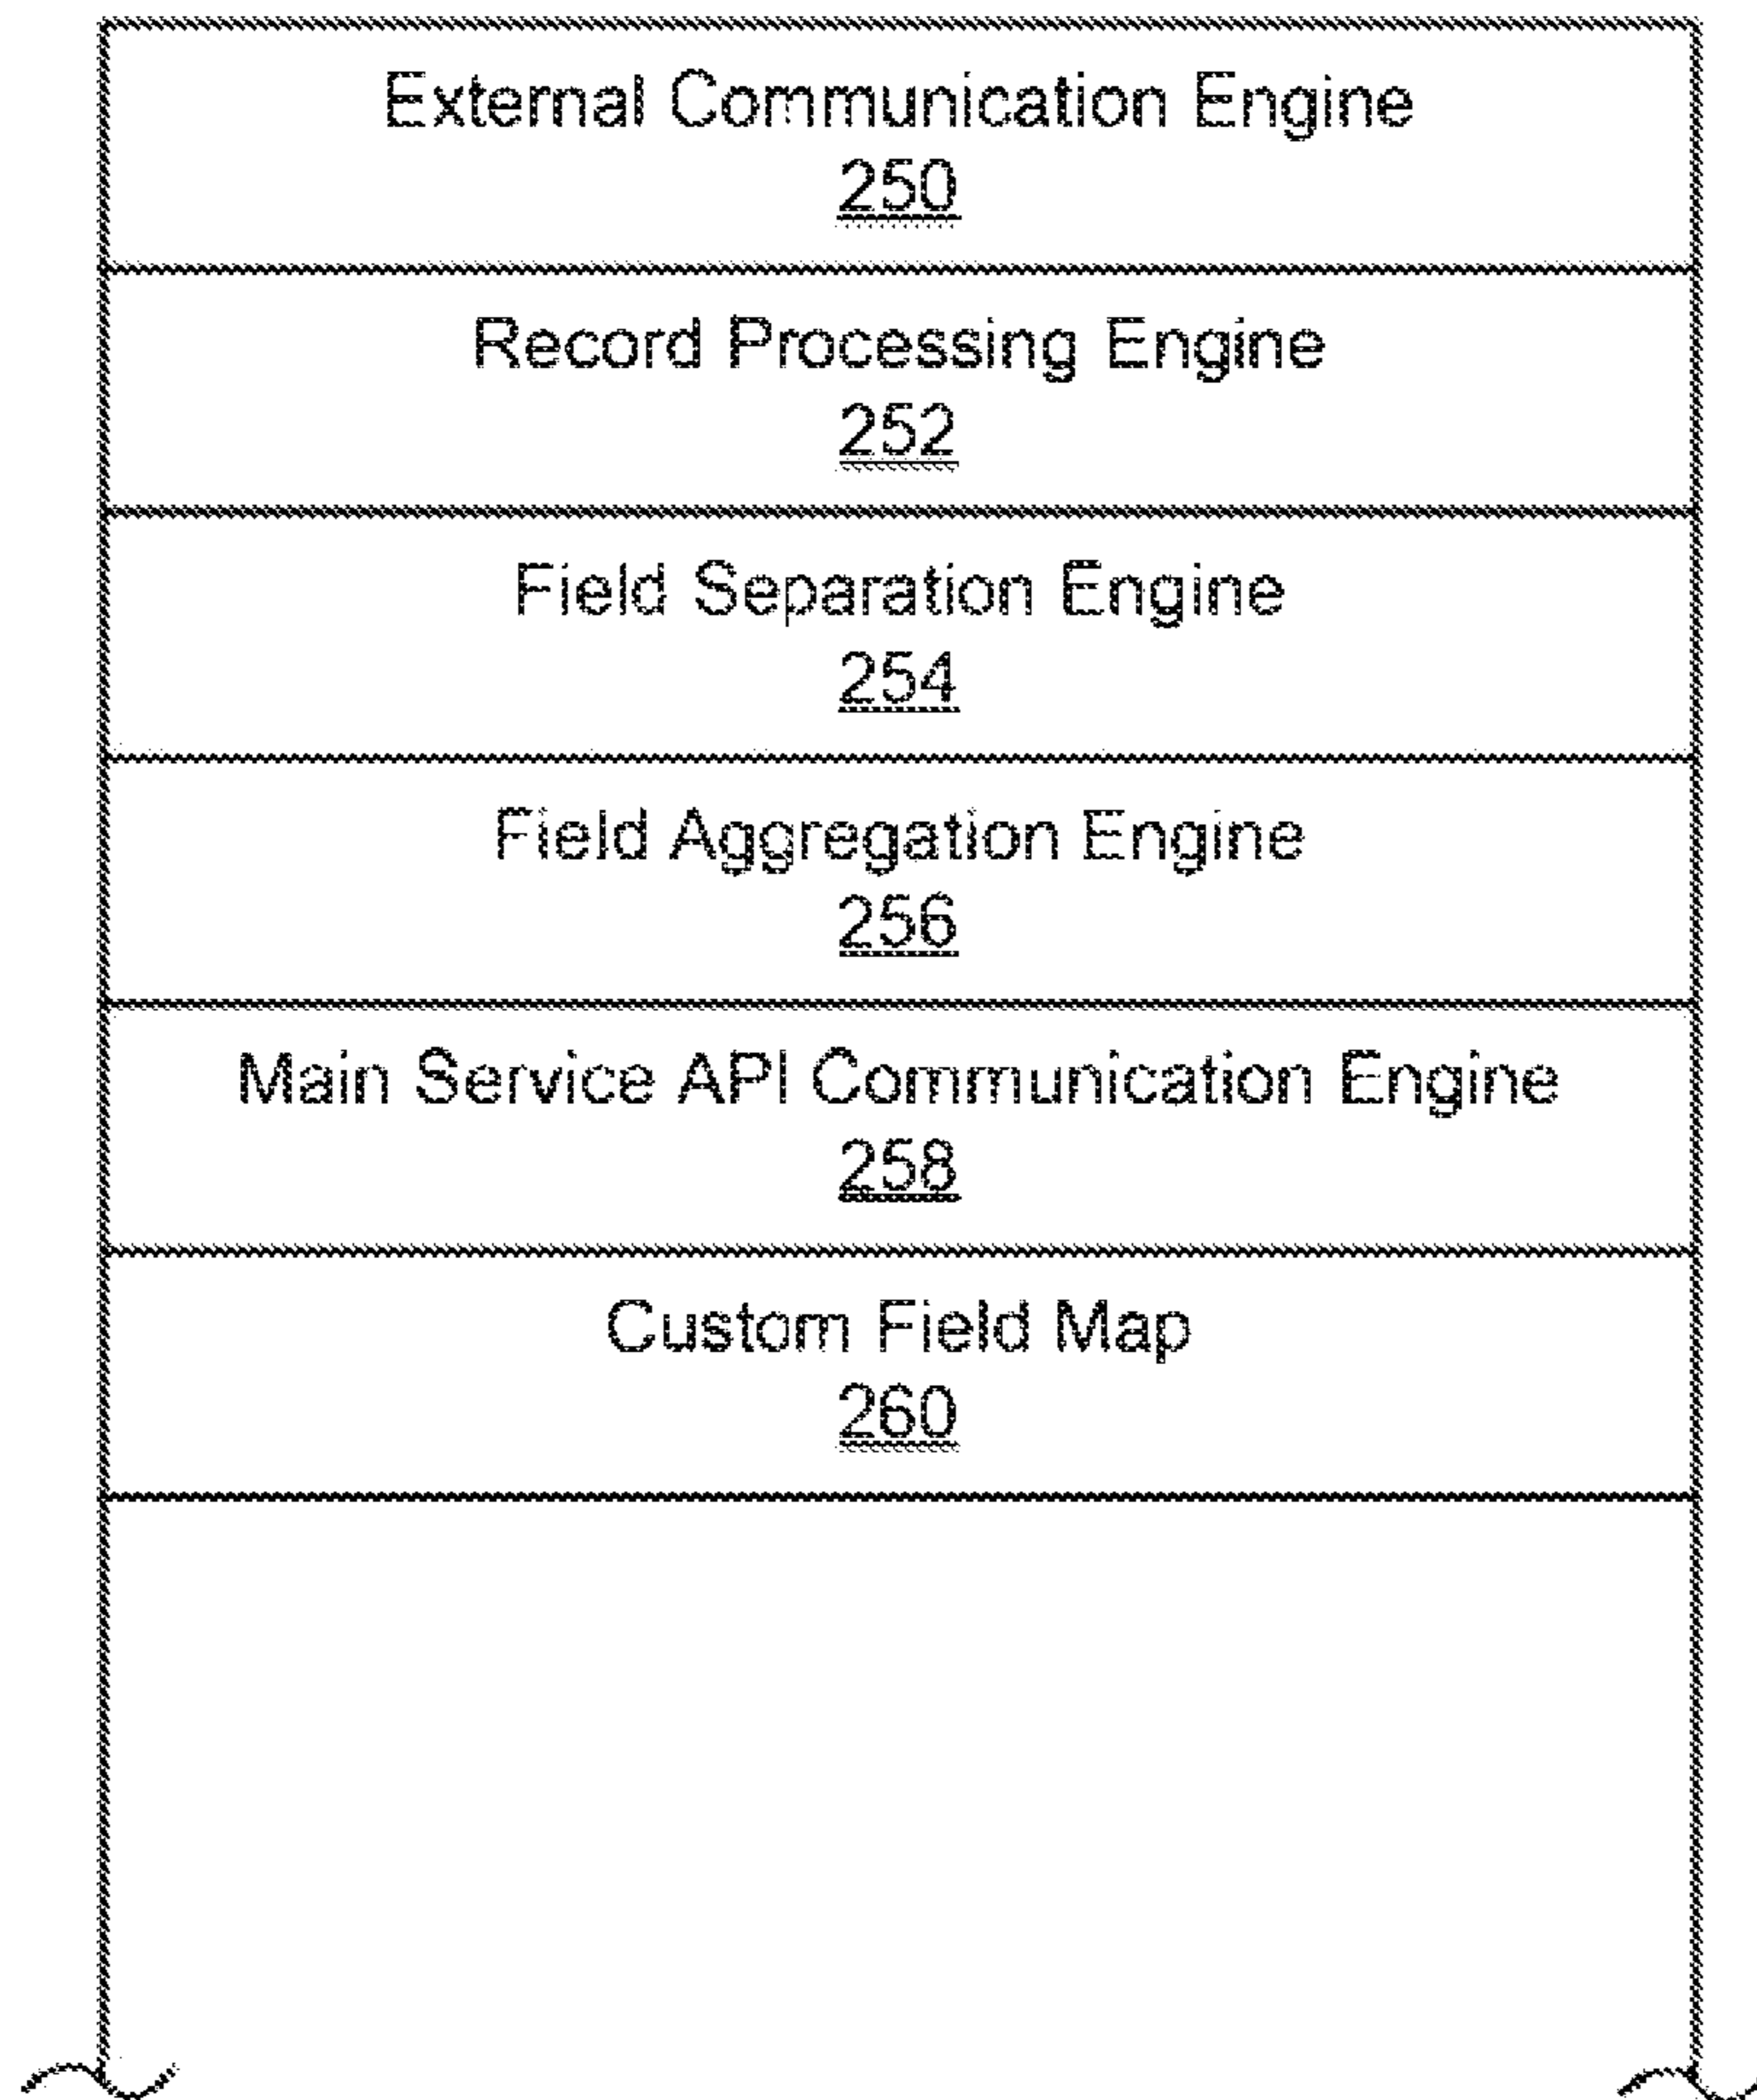 External Communication Engine
250
Record Processing Engine
252
Field Separation Engine
254
Field Aggregation Engine
256
Main Service API Communication Engine
258
Custom Field Map
260